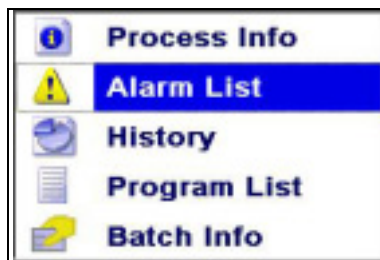 Process Info
Alarm List
History
Program List
Batch Info